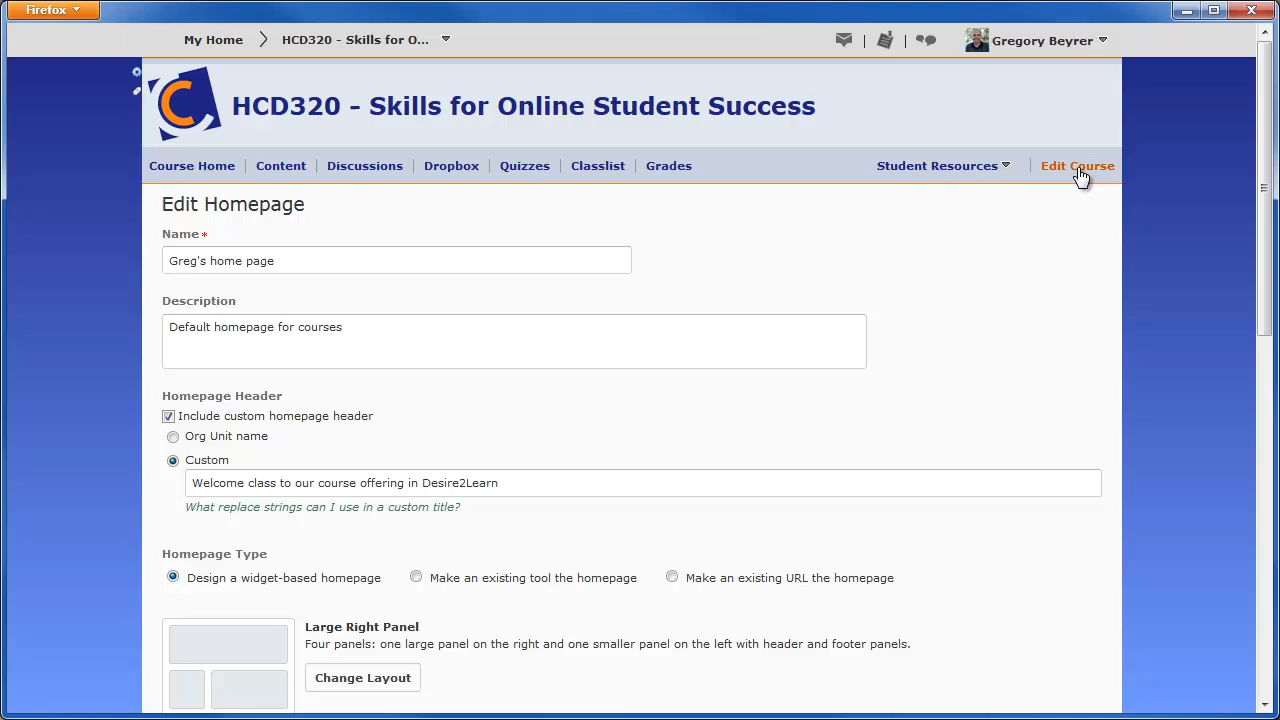 Firefox
My Home HCD320 - Skills for O... Gregory Beyrer
HCD320 - Skills for Online Student Success
Course Home Content Discussions Dropbox Quizzes Classlist Grades Student Resources Edit Course
Edit Homepage
Name *
Greg's home page
Description
Default homepage for courses
Homepage Header
Include custom homepage header
Org Unit name
Custom
Welcome class to our course offering in Desire2Learn
What replace strings can I use in a custom title?
Homepage Type
Design a widget-based homepage Make an existing tool the homepage Make an existing URL the homepage
Large Right Panel
Four panels: one large panel on the right and one smaller panel on the left with header and footer panels.
Change Layout